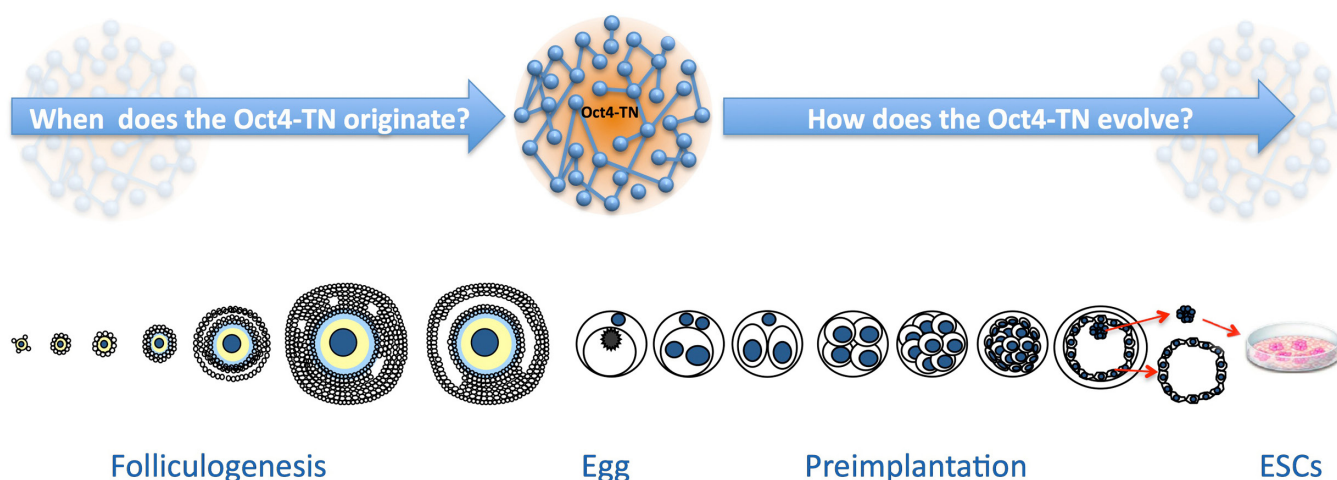 When does the Oct4-TN originate?
Oct4-TN
How does the Oct4-TN evolve?
Folliculogenesis
Egg
Preimplantation
ESCs